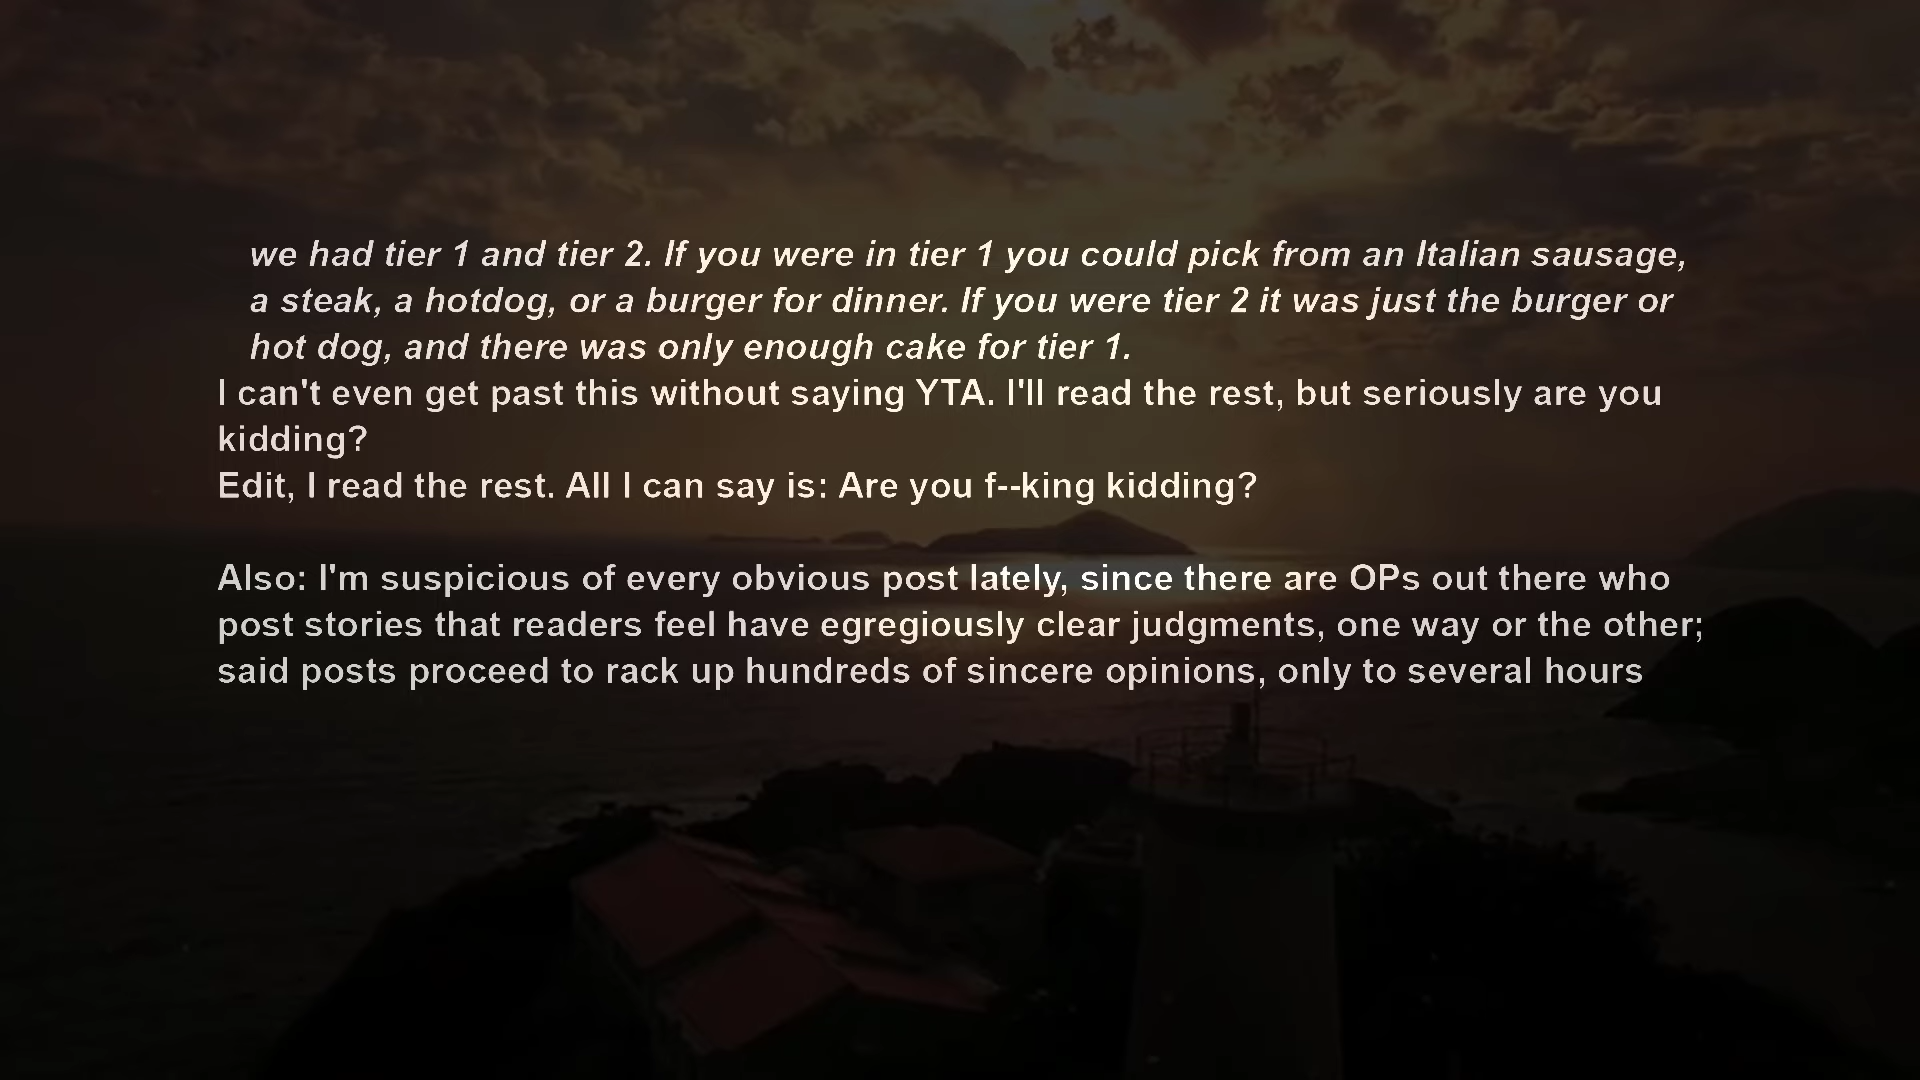 we had tier 1 and tier 2. If you were in tier 1 you could pick from an Italian sausage,
a steak, a hotdog, or a burger for dinner. If you were tier 2 it was just the burger or
hot dog, and there was only enough cake for tier 1.
I can't even get past this without saying YTA. I'll read the rest, but seriously are you
kidding?
Edit, I read the rest. All I can say is: Are you f--king kidding?
Also: I'm suspicious of every obvious post lately, since there are OPs out there who
post stories that readers feel have egregiously clear judgments, one way or the other;
said posts proceed to rack up hundreds of sincere opinions, only to several hours